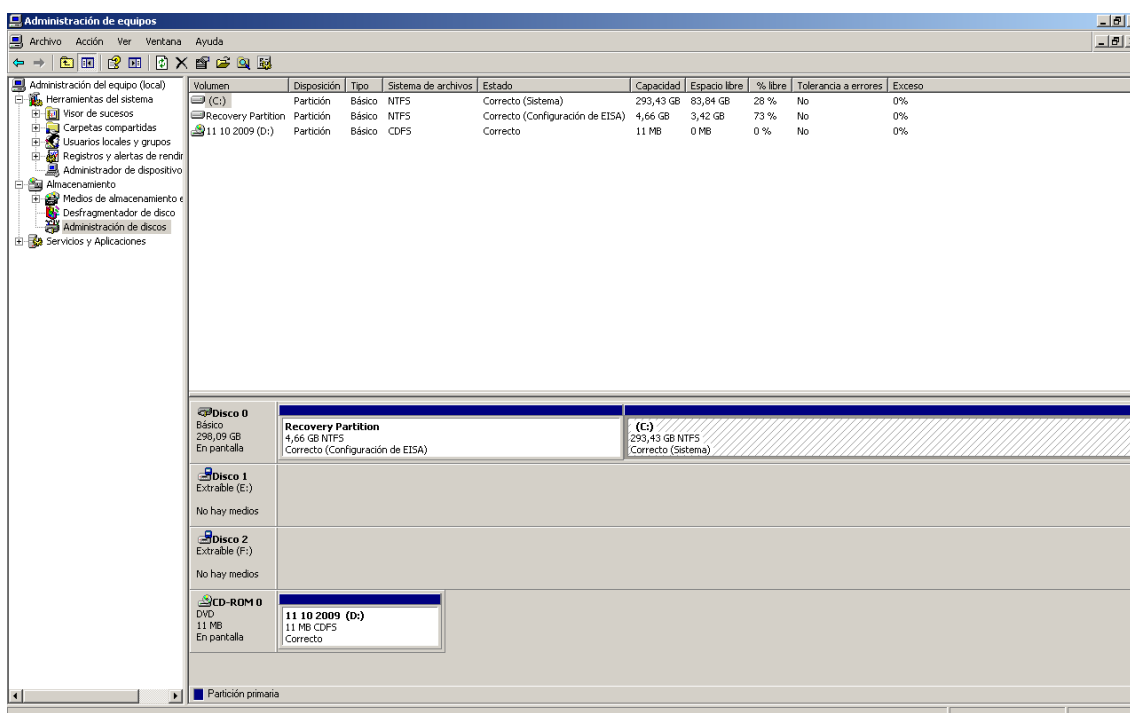 Administración de equipos
Archivo Acción Ver Ventana Ayuda
Administración del equipo (local)
Herramientas del sistema
Visor de sucesos
Carpetas compartidas
Usuarios locales y grupos
Registros y alertas de rendir
Administrador de dispositivo
Almacenamiento
Medios de almacenamiento e
Desfragmentador de disco
Administración de discos
Servicios y Aplicaciones
Volumen Disposición Tipo Sistema de archivos Estado Capacidad Espacio libre % libre Tolerancia a errores Exceso
(C:) Partición Básico NTFS Correcto (Sistema) 293,43 GB 83,84 GB 28 % No 0%
Recovery Partition Partición Básico NTFS Correcto (Configuración de EISA) 4,66 GB 3,42 GB 73 % No 0%
11 10 2009 (D:) Partición Básico CDFS Correcto 11 MB 0 MB 0 % No 0%
Disco 0
Básico
298,09 GB
En pantalla
Recovery Partition
4,66 GB NTFS
Correcto (Configuración de EISA)
(C:)
293,43 GB NTFS
Correcto (Sistema)
Disco 1
Extraíble (E:)
No hay medios
Disco 2
Extraíble (F:)
No hay medios
CD-ROM 0
DVD
11 MB
En pantalla
11 10 2009 (D:)
11 MB CDFS
Correcto
Partición primaria